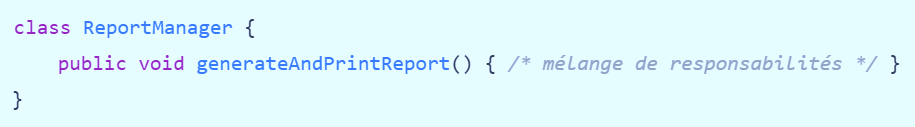 class ReportManager {
public void generateAndPrintReport() { /* mélange de responsabilités */ }
}